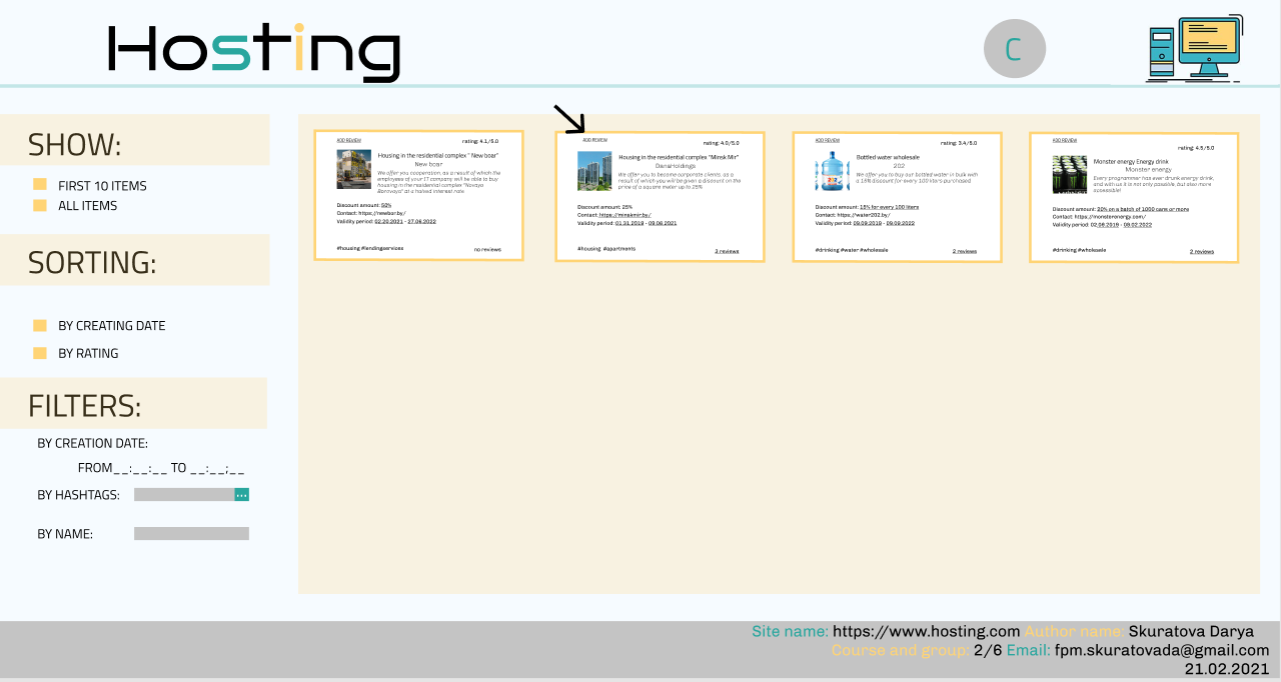 Hosting
C
SHOW:
FIRST 10 ITEMS
ALL ITEMS
SORTING:
BY CREATING DATE
BY RATING
FILTERS:
BY CREATION DATE:
FROM__:__:__ TO __:__;__
BY HASHTAGS:
...
BY NAME:
ADD REVIEW
rating: 4.1/5.0
Housing in the residential complex " New boar"
New boar
We offer you cooperation, as a result of which the
employees of your IT company will be able to buy
housing in the residential complex "Novaya
Borovaya" at a halved interest rate
Discount amount: 50%
Contact: https://newbor.by/
Validity period: 02.20.2021 - 27.06.2022
#housing #landingservices
no reviews
ADD REVIEW
rating: 4.0/5.0
Housing in the residential complex "Minsk Mir"
DanaHoldings
We offer you to become corporate clients, as a
result of which you will be given a discount on the
price of a square meter up to 25%
Discount amount: 25%
Contact: https://minskmir.by/
Validity period: 01.31.2018 - 09.06.2021
#housing #apartments
3 reviews
ADD REVIEW
rating: 3.4/5.0
Bottled water wholesale
202
We offer you to buy our bottled water in bulk with
a 15% discount for every 100 liters purchased
Discount amount: 15% for every 100 liters
Contact: https://water202.by/
Validity period: 09.09.2019 - 09.09.2022
#drinking #water #wholesale
2 reviews
ADD REVIEW
rating: 4.5/5.0
Monster energy Energy drink
Monster energy
Every programmer has ever drunk energy drink,
and with us it is not only possible, but also more
accessible!
Discount amount: 20% on a batch of 1000 cans or more
Contact: https://monsterenergy.com/
Validity period: 02.09.2019 - 09.02.2022
#drinking #wholesale
2 reviews
Site name: https://www.hosting.com Author name: Skuratova Darya
Course and group: 2/6 Email: fpm.skuratovada@gmail.com
21.02.2021